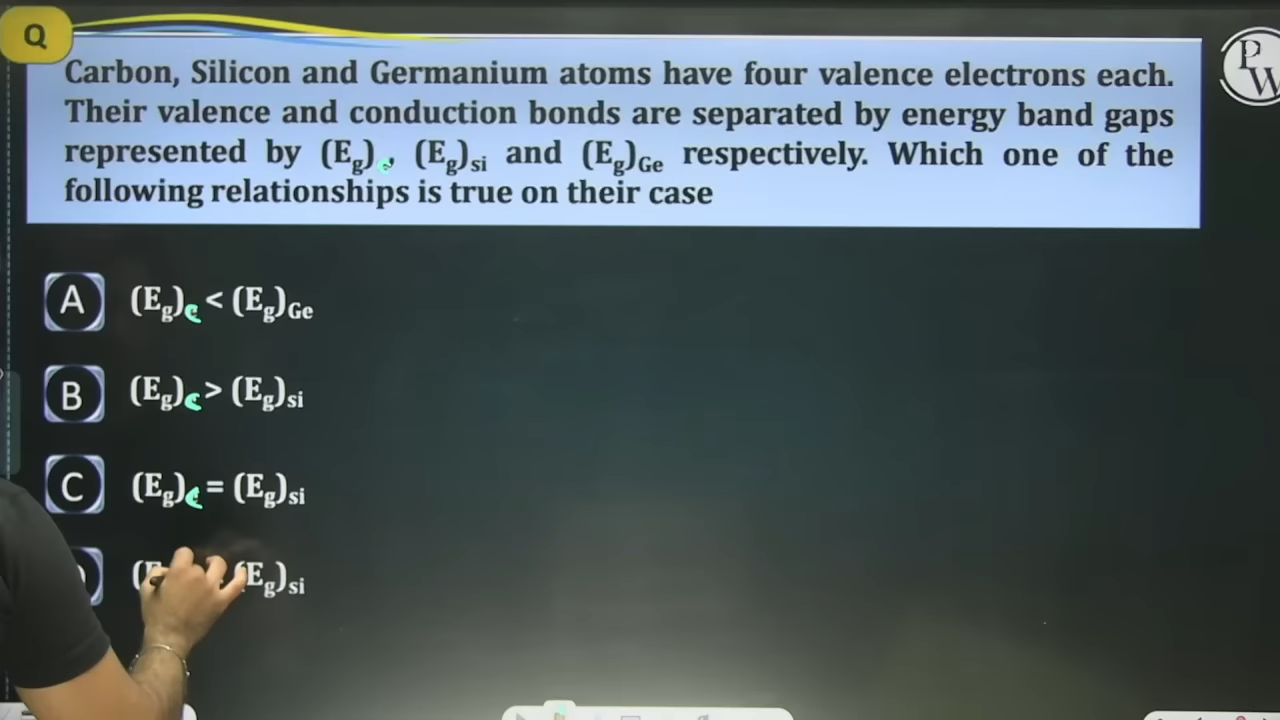 Q
Carbon, Silicon and Germanium atoms have four valence electrons each.
Their valence and conduction bonds are separated by energy band gaps
represented by (Eg)c, (Eg)si and (Eg)Ge respectively. Which one of the
following relationships is true on their case
PW
A (Eg)c < (Eg)Ge
B (Eg)c > (Eg)si
C (Eg)c = (Eg)si
(Eg)si